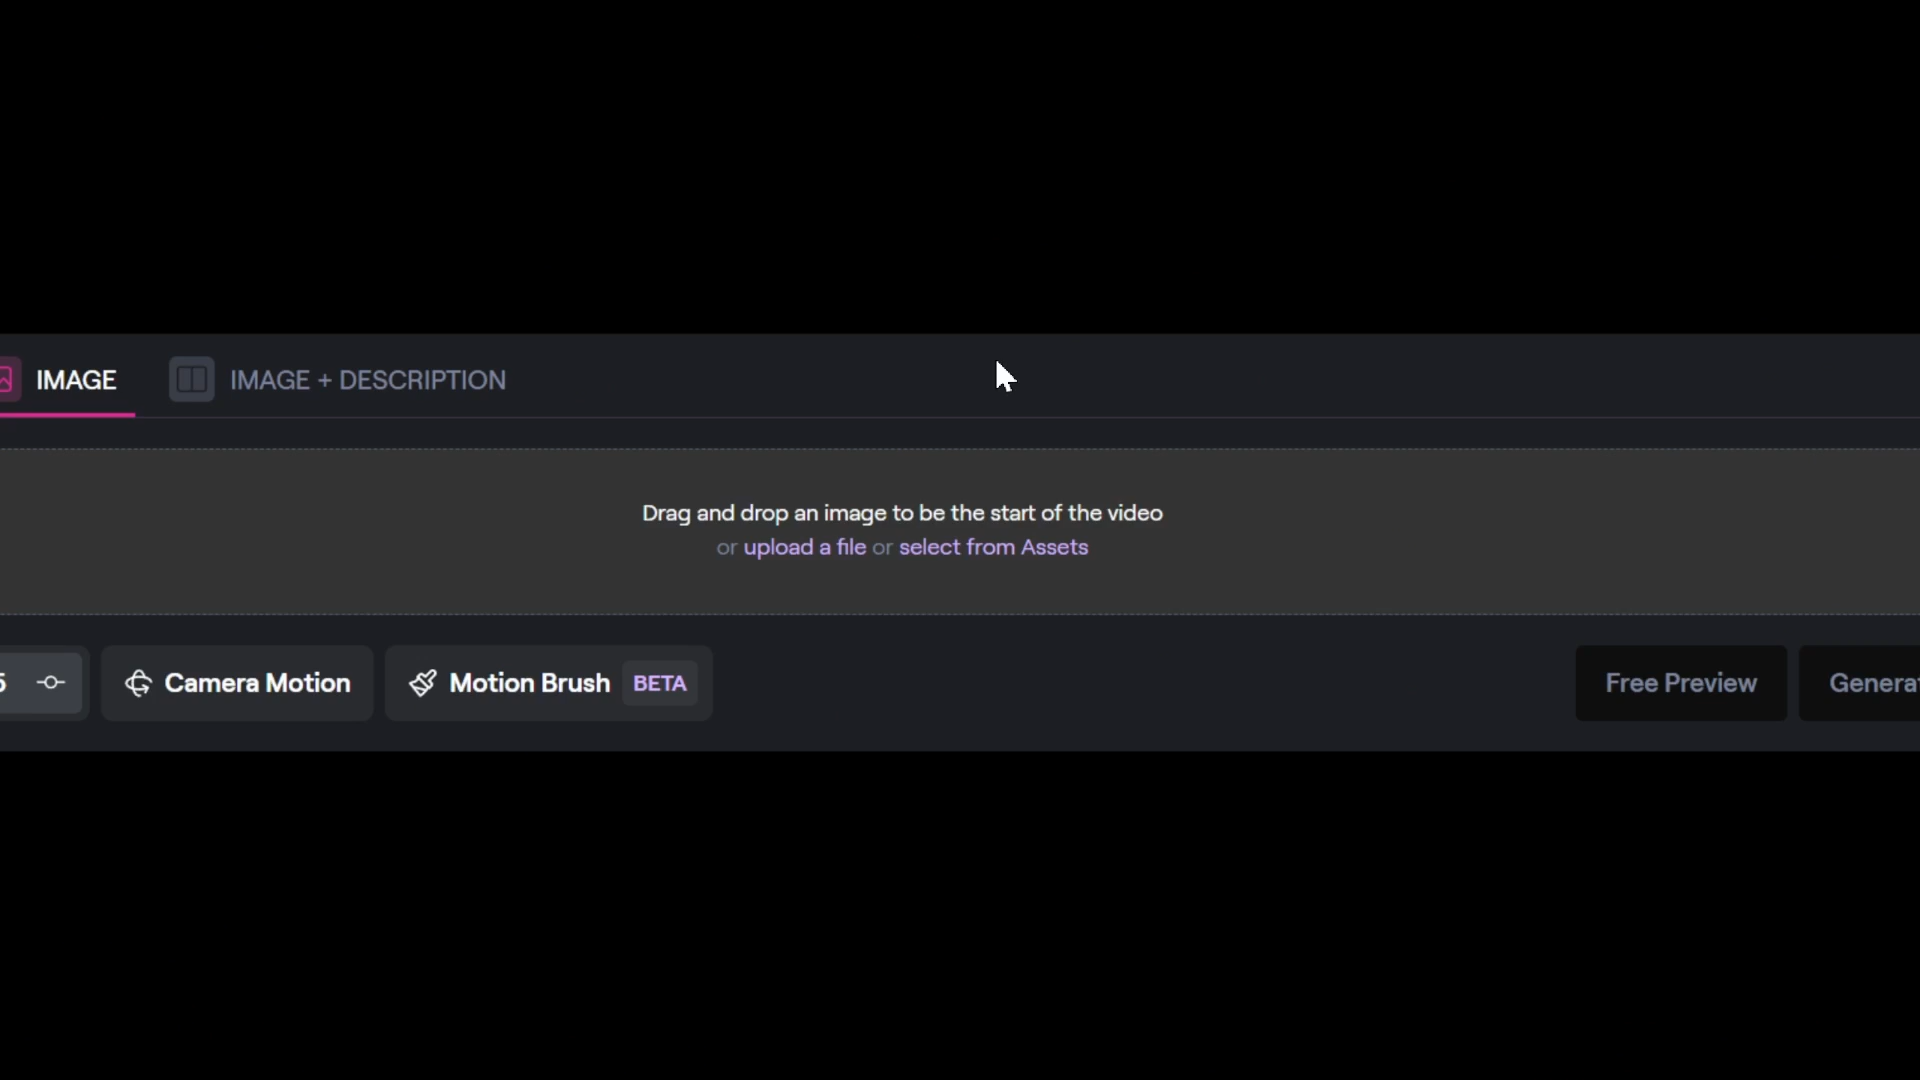 IMAGE
IMAGE + DESCRIPTION
Drag and drop an image to be the start of the video
or upload a file or select from Assets
Camera Motion
Motion Brush BETA
Free Preview